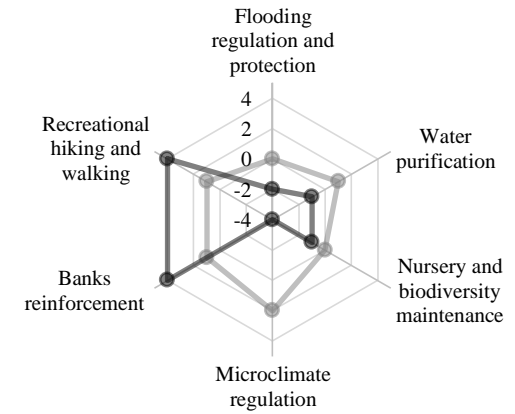 Flooding
regulation and
protection
4
2
0
-2
-4
Recreational
hiking and
walking
Water
purification
Banks
reinforcement
Nursery and
biodiversity
maintenance
Microclimate
regulation